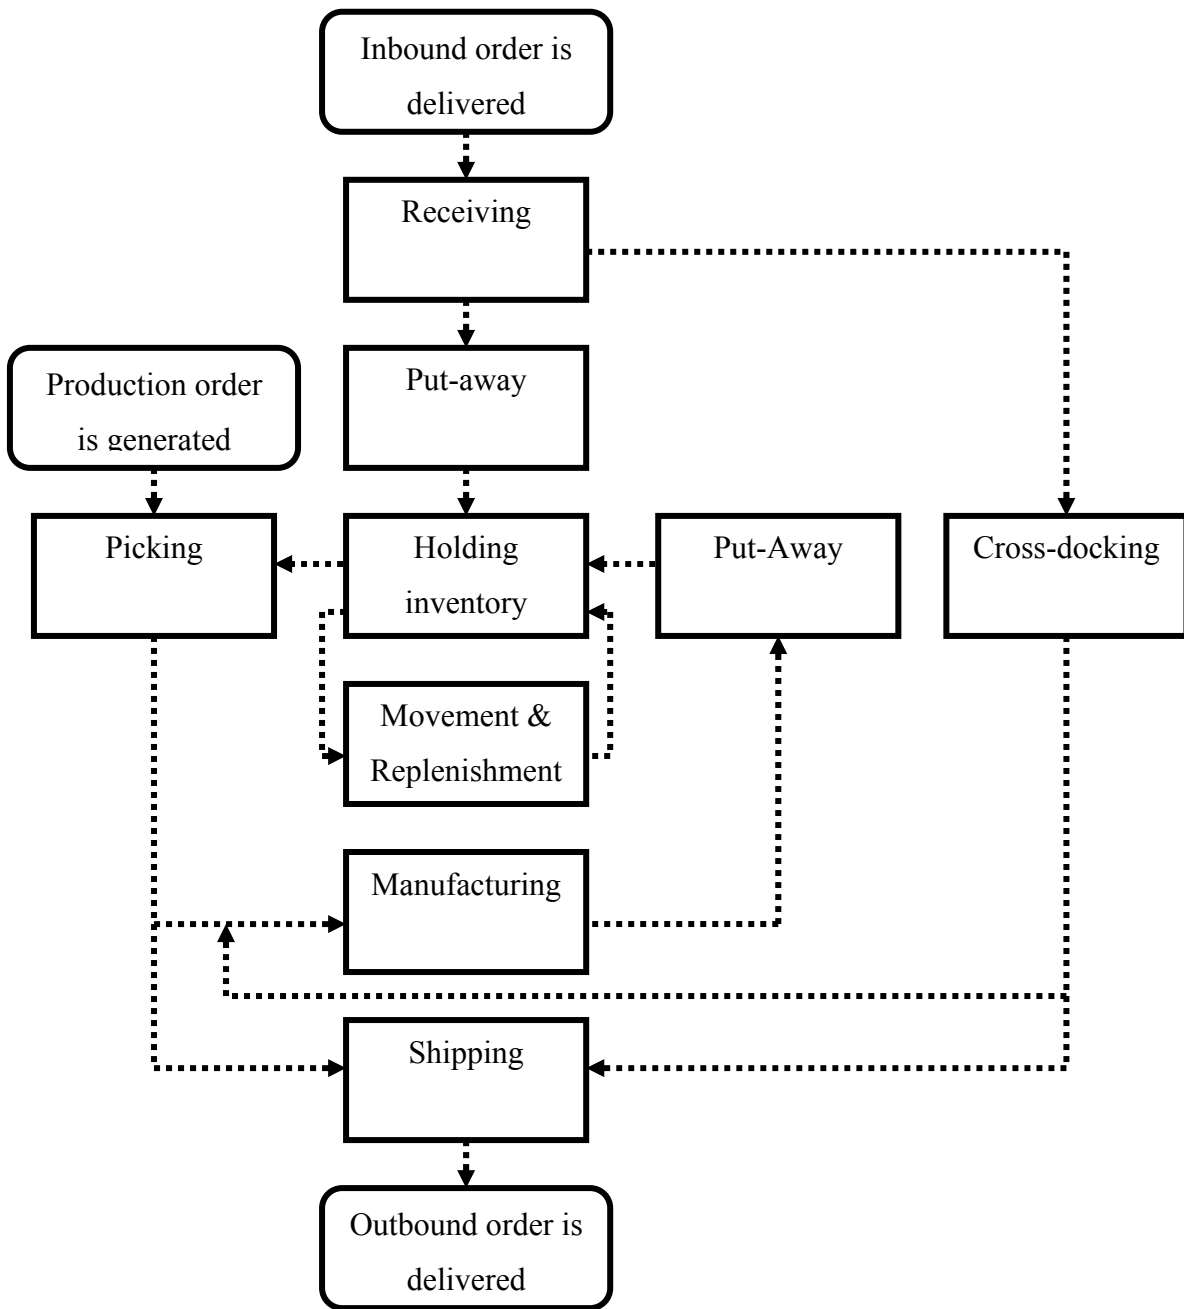 Inbound order is
delivered
Receiving
Put-away
Production order
is generated
Picking
Holding
inventory
Put-Away
Cross-docking
Movement &
Replenishment
Manufacturing
Shipping
Outbound order is
delivered